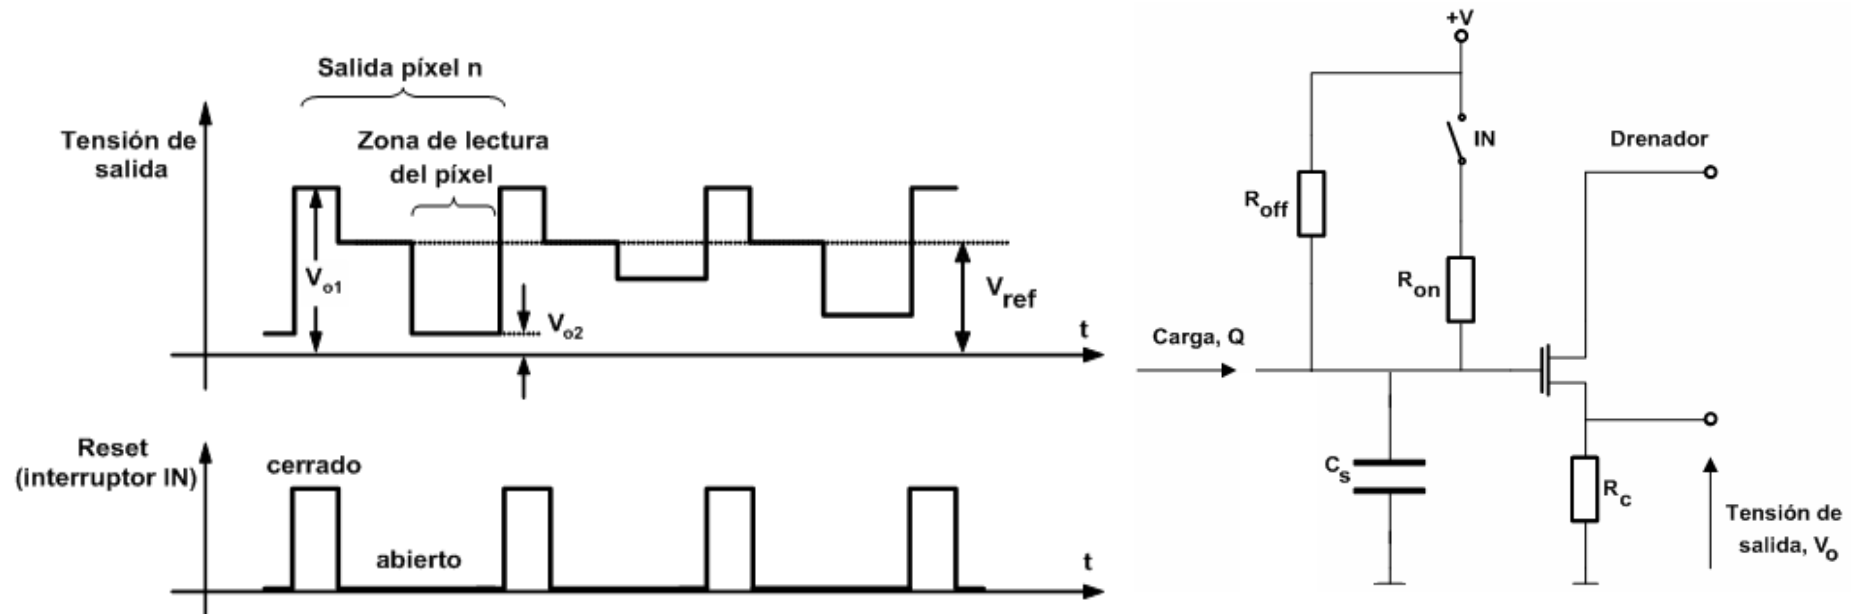 Salida píxel n
Tensión de
salida
Zona de lectura
del píxel
Vo1
Vo2
Vref
t
Reset
(interruptor IN)
cerrado
abierto
t
+V
IN
Drenador
Roff
Ron
Carga, Q
Cs
Rc
Tensión de
salida, Vo